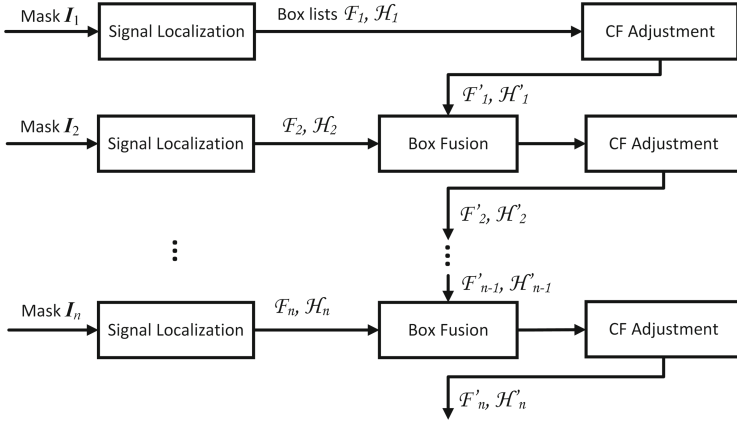 Mask I1
Signal Localization
Box lists ℱ1, ℋ1
CF Adjustment
ℱ'1, ℋ'1
Mask I2
Signal Localization
ℱ2, ℋ2
Box Fusion
CF Adjustment
ℱ'2, ℋ'2
ℱ'n-1, ℋ'n-1
Mask In
Signal Localization
ℱn, ℋn
Box Fusion
CF Adjustment
ℱ'n, ℋ'n